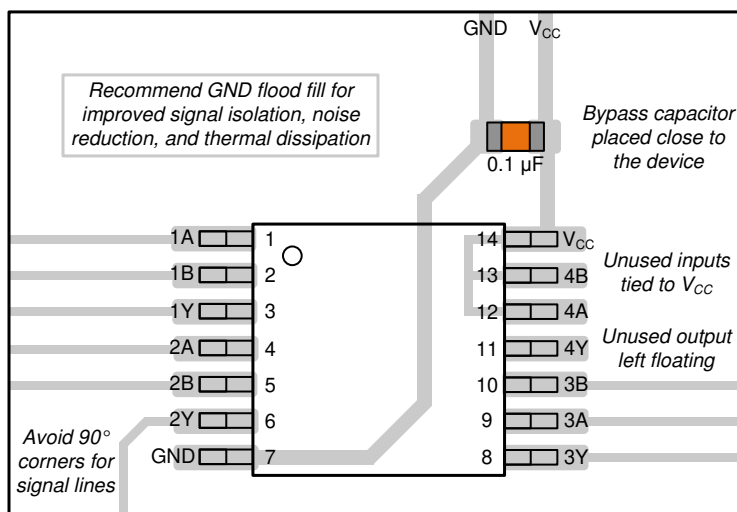 GND V_CC
Recommend GND flood fill for
improved signal isolation, noise
reduction, and thermal dissipation
0.1 µF
Bypass capacitor
placed close to
the device
1A 1 14 V_CC
1B 2 13 4B
1Y 3 12 4A
2A 4 11 4Y
2B 5 10 3B
2Y 6 9 3A
GND 7 8 3Y
Unused inputs
tied to V_CC
Unused output
left floating
Avoid 90°
corners for
signal lines